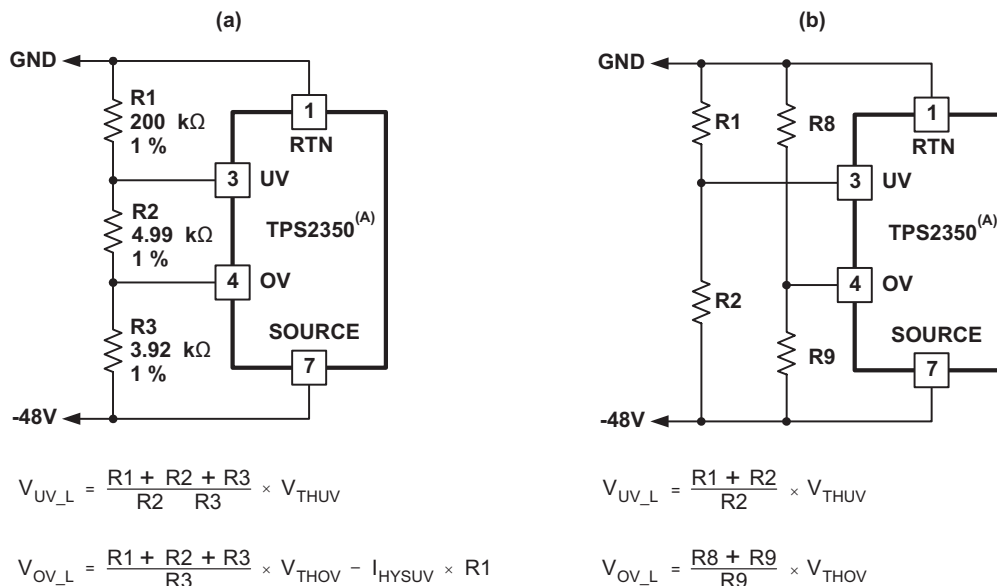 (a)
GND
R1
200 kΩ
1 %
1
RTN
3
UV
R2
4.99 kΩ
1 %
TPS2350(A)
4
OV
R3
3.92 kΩ
1 %
SOURCE
7
-48V
V_UV_L = (R1 + R2 + R3)/(R2 R3) × V_THUV
V_OV_L = (R1 + R2 + R3)/R3 × V_THOV − I_HYSUV × R1
(b)
GND
R1
R8
1
RTN
3
UV
TPS2350(A)
4
OV
R2
SOURCE
R9
7
-48V
V_UV_L = (R1 + R2)/R2 × V_THUV
V_OV_L = (R8 + R9)/R9 × V_THOV